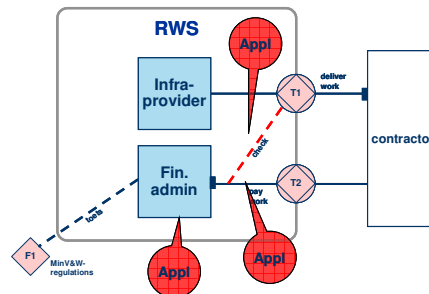 RWS
Appl
Infra-
provider
T1
deliver
work
contracto
check
Fin.
admin
T2
pay
work
toets
F1
MinV&W-
regulations
Appl
Appl